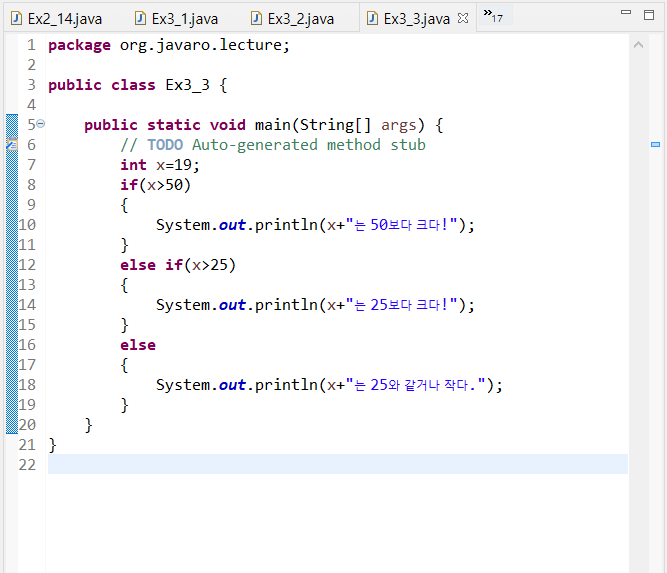 Ex2_14.java Ex3_1.java Ex3_2.java Ex3_3.java »17
1 package org.javaro.lecture;
2
3 public class Ex3_3 {
4
5     public static void main(String[] args) {
6         // TODO Auto-generated method stub
7         int x=19;
8         if(x>50)
9         {
10             System.out.println(x+"는 50보다 크다!");
11         }
12         else if(x>25)
13         {
14             System.out.println(x+"는 25보다 크다!");
15         }
16         else
17         {
18             System.out.println(x+"는 25와 같거나 작다.");
19         }
20     }
21 }
22